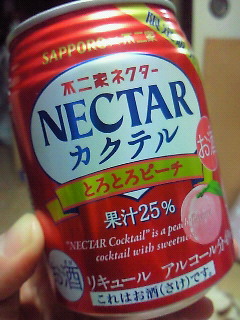 SAPPORO 不二家
不二家ネクター
NECTAR
カクテル
お酒
とろとろピーチ
果汁25%
"NECTAR Cocktail" is a peach
cocktail with sweetness
お酒
リキュール アルコール分
これはお酒(さけ)です。